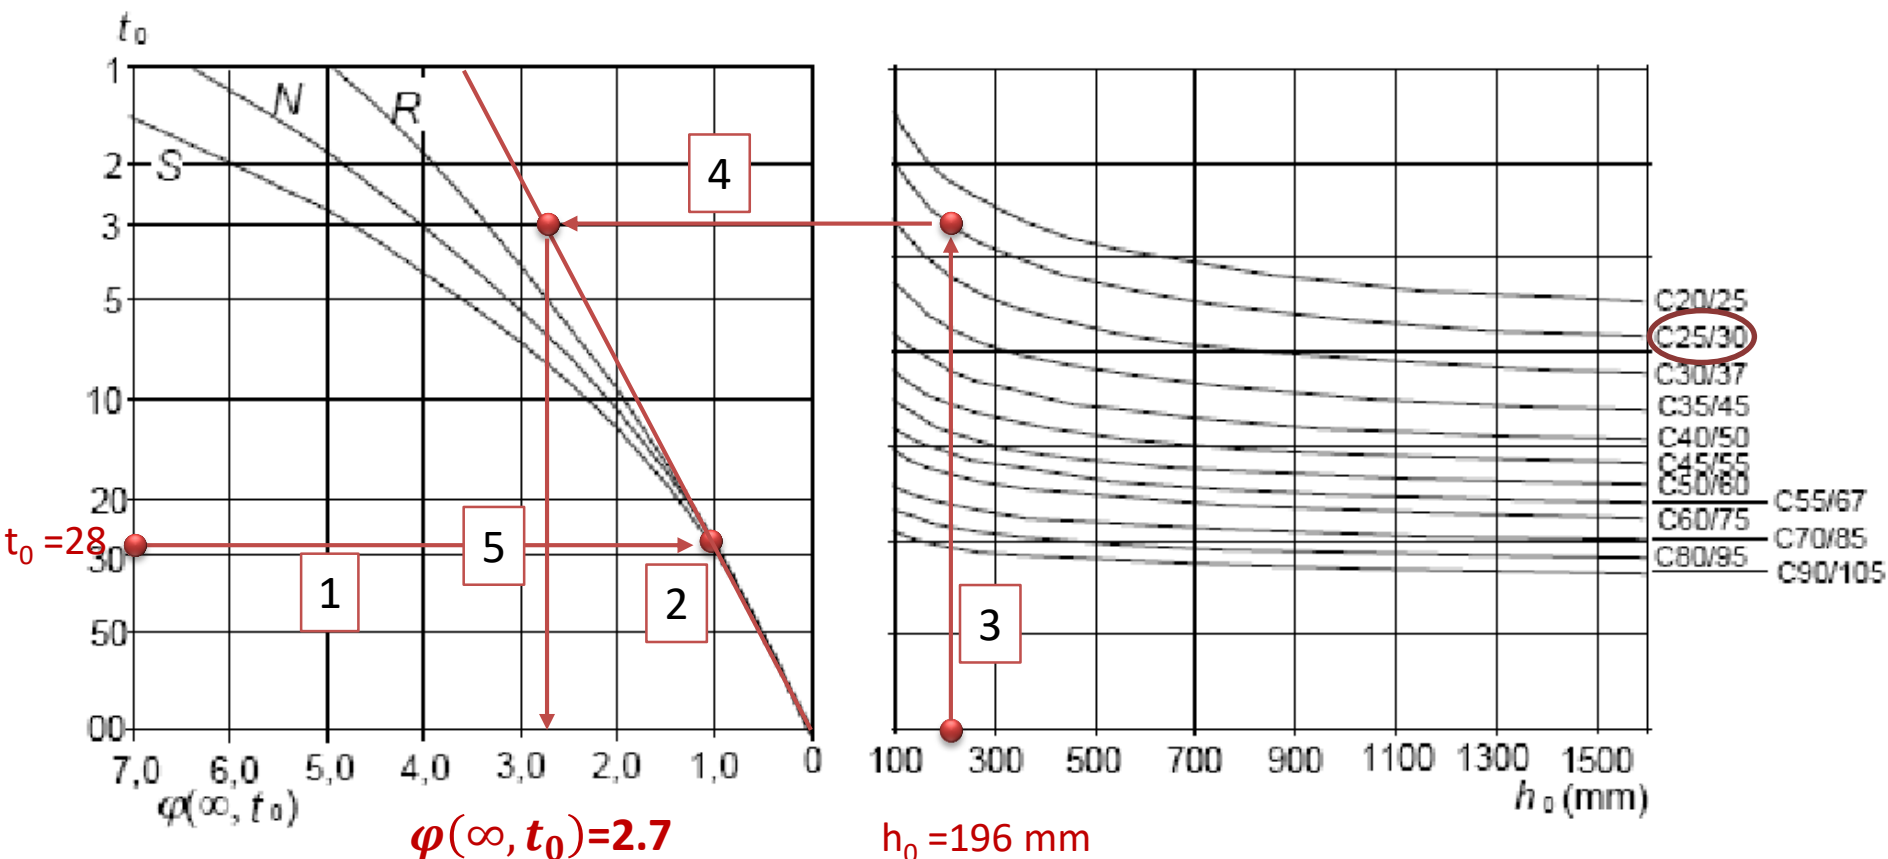 t₀
1
2
3
5
10
20
30
50
00
t₀ =28
S
N
R
4
5
1
2
3
7,0 6,0 5,0 4,0 3,0 2,0 1,0 0
φ(∞, t₀)
φ(∞, t₀)=2.7
100 300 500 700 900 1100 1300 1500
h₀ (mm)
h₀ =196 mm
C20/25
C25/30
C30/37
C35/45
C40/50
C45/55
C50/60
C55/67
C60/75
C70/85
C80/95
C90/105